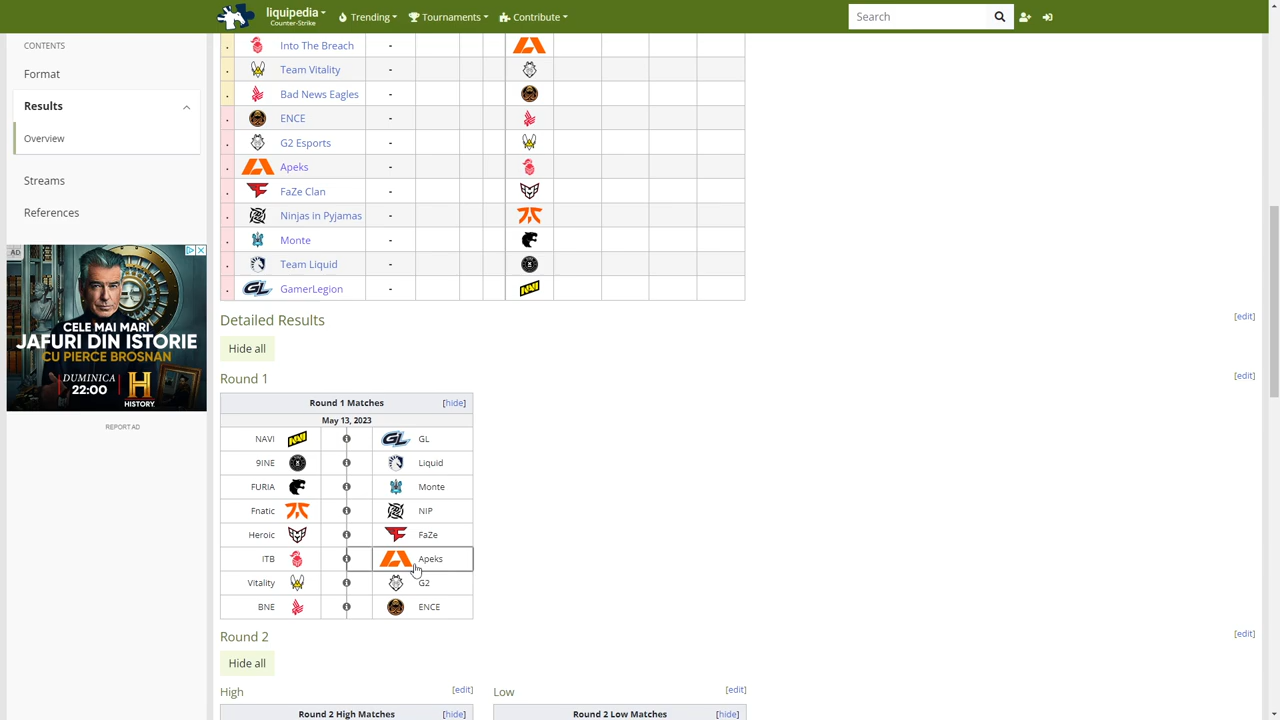 liquipedia
Counter-Strike
Trending
Tournaments
Contribute
Search
CONTENTS
Format
Results
Overview
Streams
References
AD
CELE MAI MARI
JAFURI DIN ISTORIE
CU PIERCE BROSNAN
DUMINICA
22:00
H
HISTORY.
REPORT AD
. Into The Breach -
. Team Vitality -
. Bad News Eagles -
. ENCE -
. G2 Esports -
. Apeks -
. FaZe Clan -
. Ninjas in Pyjamas -
. Monte -
. Team Liquid -
. GL GamerLegion - NAVI
Detailed Results [edit]
Hide all
Round 1 [edit]
Round 1 Matches [hide]
May 13, 2023
NAVI NAVI GL GL
9INE Liquid
FURIA Monte
Fnatic NIP
Heroic FaZe
ITB Apeks
Vitality G2
BNE ENCE
Round 2 [edit]
Hide all
High [edit] Low [edit]
Round 2 High Matches [hide] Round 2 Low Matches [hide]